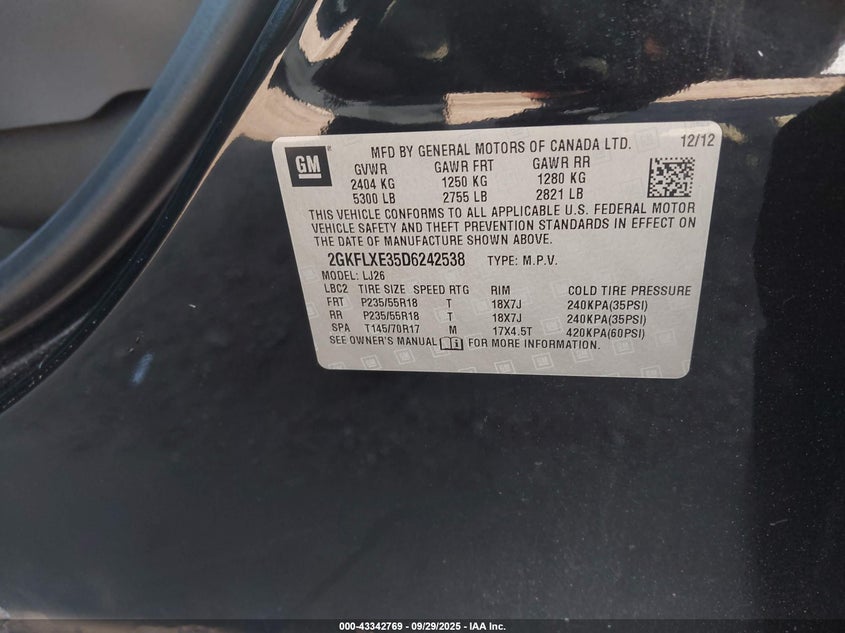 GM
MFD BY GENERAL MOTORS OF CANADA LTD. 12/12
GVWR GAWR FRT GAWR RR
2404 KG 1250 KG 1280 KG
5300 LB 2755 LB 2821 LB
THIS VEHICLE CONFORMS TO ALL APPLICABLE U.S. FEDERAL MOTOR
VEHICLE SAFETY AND THEFT PREVENTION STANDARDS IN EFFECT ON
THE DATE OF MANUFACTURE SHOWN ABOVE.
2GKFLXE35D6242538 TYPE: M.P.V.
MODEL: LJ26
LBC2 TIRE SIZE SPEED RTG RIM COLD TIRE PRESSURE
FRT P235/55R18 T 18X7J 240KPA(35PSI)
RR P235/55R18 T 18X7J 240KPA(35PSI)
SPA T145/70R17 M 17X4.5T 420KPA(60PSI)
SEE OWNER'S MANUAL FOR MORE INFORMATION.
000-43342769 - 09/29/2025 - IAA Inc.